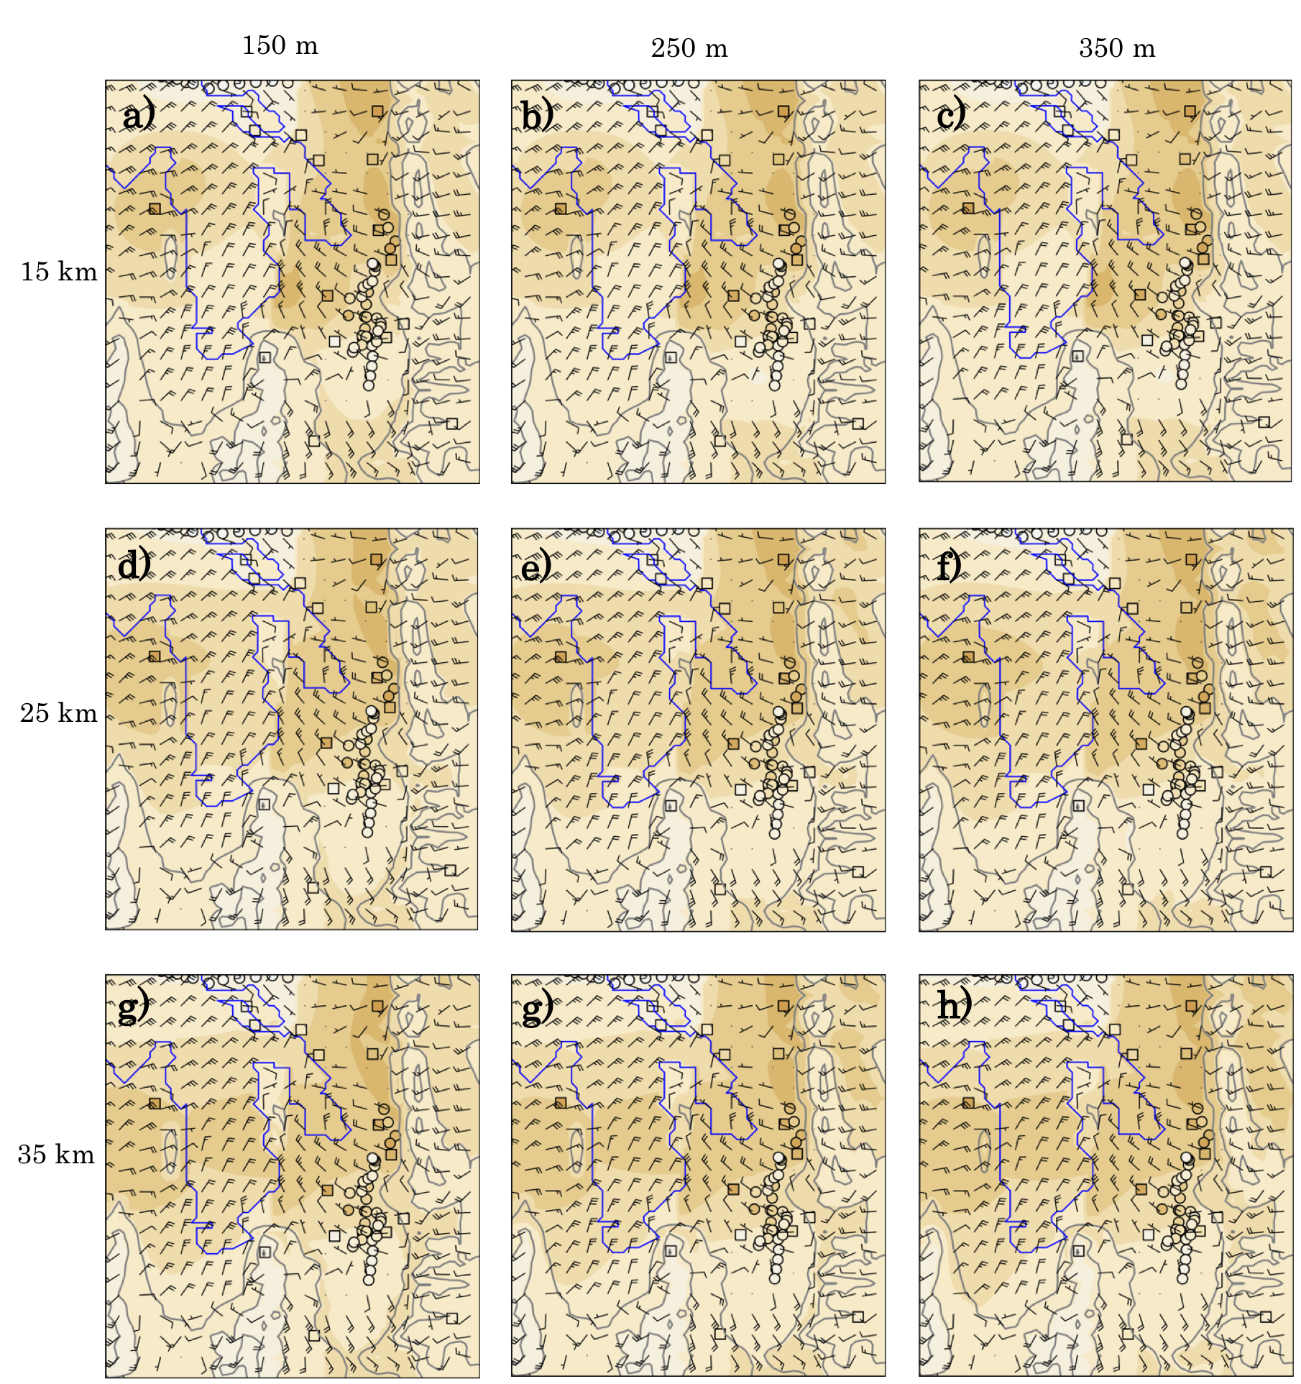 150 m 250 m 350 m
a) b) c)
15 km
d) e) f)
25 km
g) g) h)
35 km